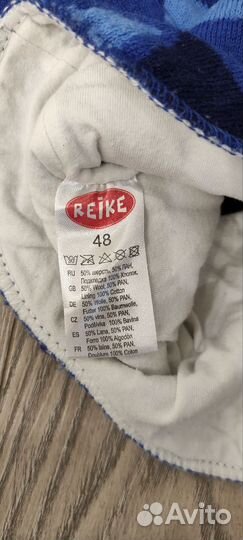 REIKE
48
RU 50% шерсть, 50% PAN,
Подкладка 100% Хлопок,
GB 50% Wool, 50% PAN,
Lining 100% Cotton
DE 50% Wolle, 50% PAN,
Futter 100% Baumwolle,
CZ 50% vlna, 50% PAN,
Podšívka 100% Bavlna
ES 50% Lana, 50% PAN,
Forro 100% Algodón
FR 50% laine, 50% PAN,
Doublure 100% Coton
Avito